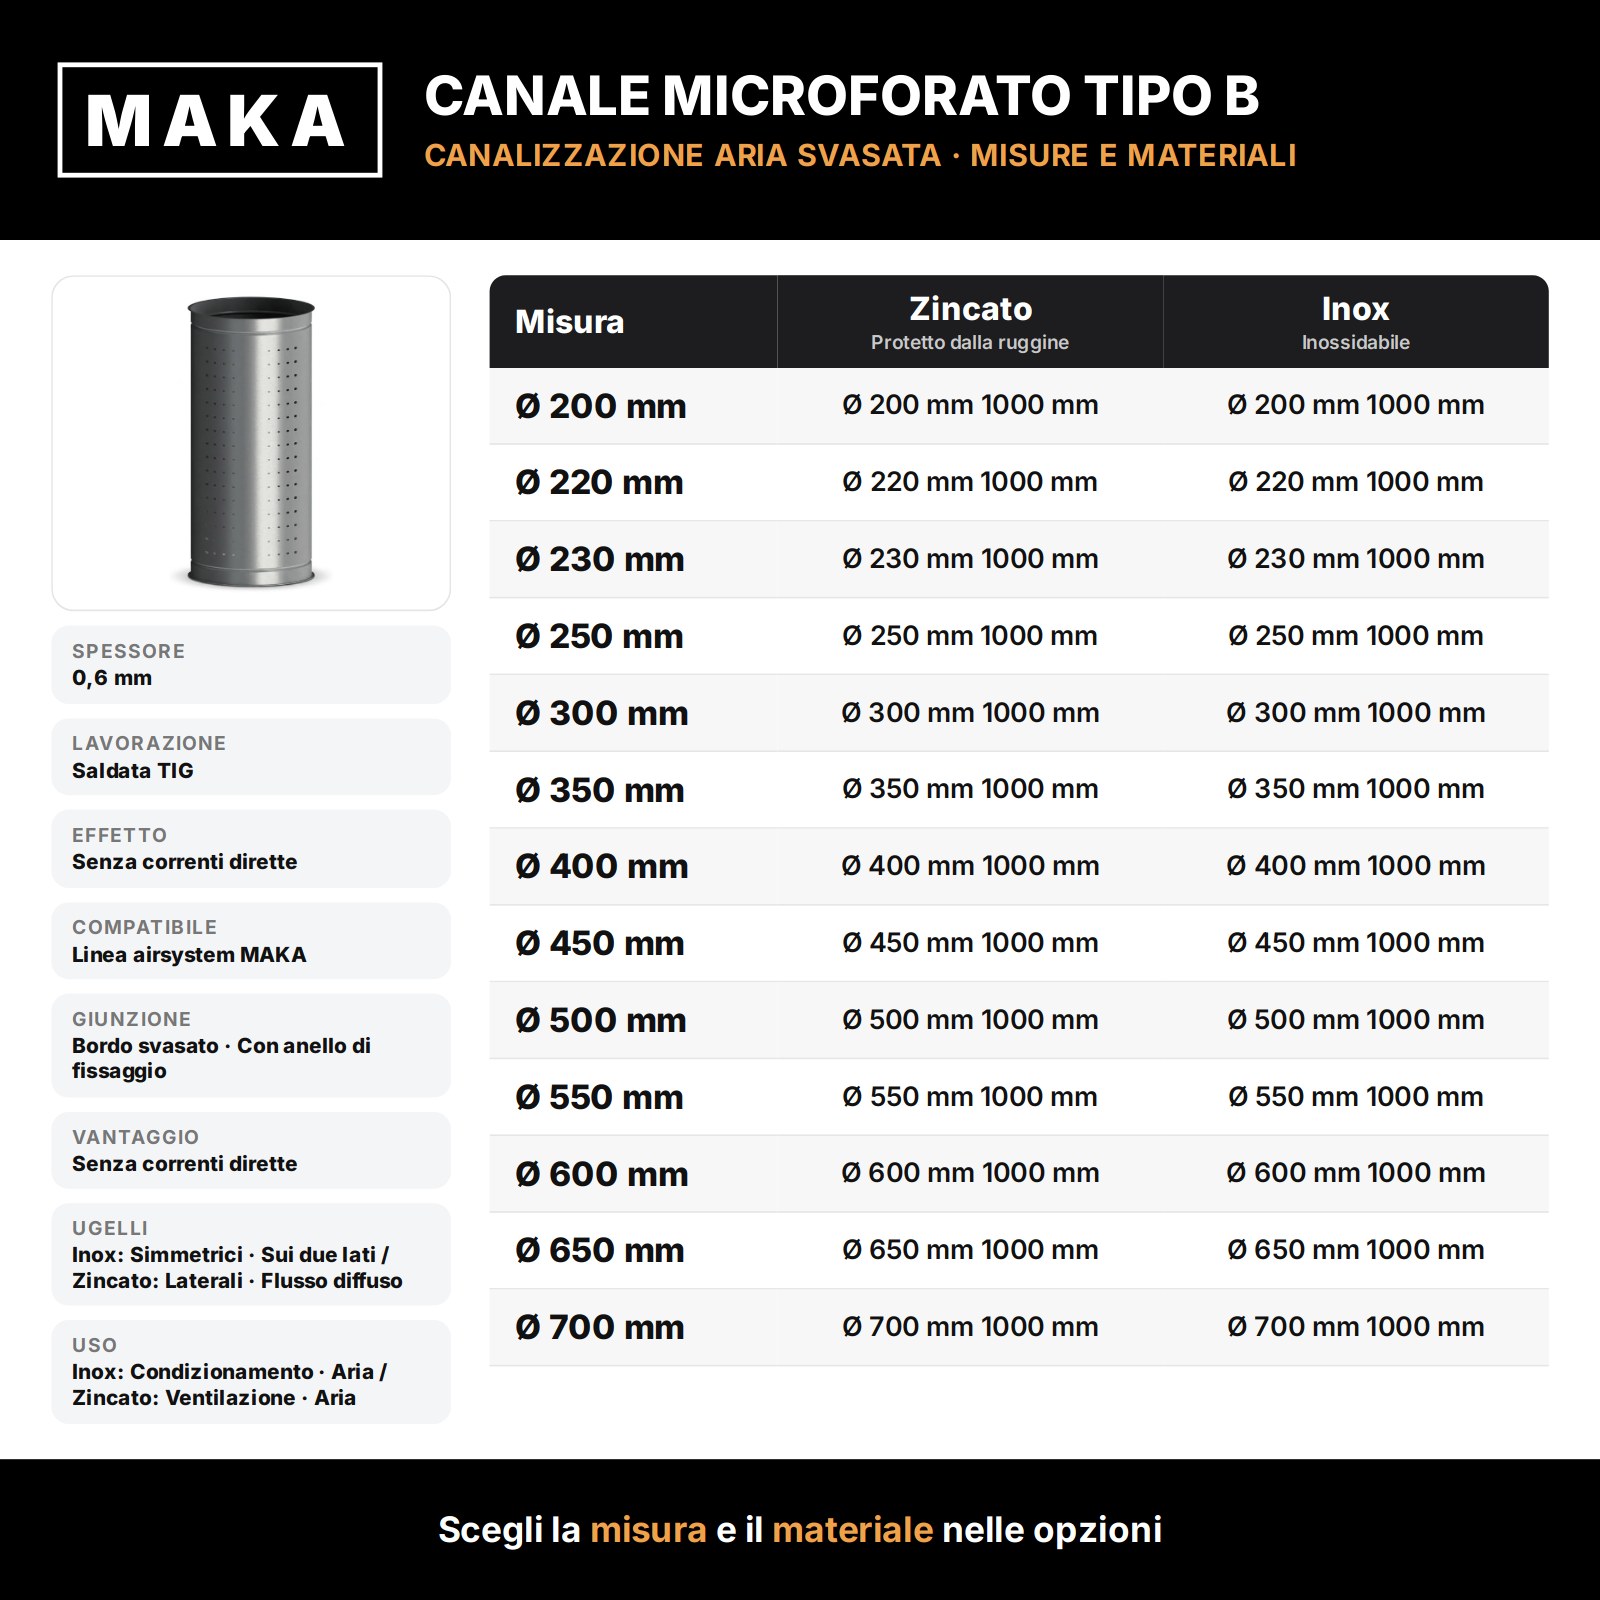 MAKA
CANALE MICROFORATO TIPO B
CANALIZZAZIONE ARIA SVASATA · MISURE E MATERIALI
SPESSORE
0,6 mm
LAVORAZIONE
Saldata TIG
EFFETTO
Senza correnti dirette
COMPATIBILE
Linea airsystem MAKA
GIUNZIONE
Bordo svasato · Con anello di
fissaggio
VANTAGGIO
Senza correnti dirette
UGELLI
Inox: Simmetrici · Sui due lati /
Zincato: Laterali · Flusso diffuso
USO
Inox: Condizionamento · Aria /
Zincato: Ventilazione · Aria
Misura Zincato Inox
Protetto dalla ruggine Inossidabile
Ø 200 mm Ø 200 mm 1000 mm Ø 200 mm 1000 mm
Ø 220 mm Ø 220 mm 1000 mm Ø 220 mm 1000 mm
Ø 230 mm Ø 230 mm 1000 mm Ø 230 mm 1000 mm
Ø 250 mm Ø 250 mm 1000 mm Ø 250 mm 1000 mm
Ø 300 mm Ø 300 mm 1000 mm Ø 300 mm 1000 mm
Ø 350 mm Ø 350 mm 1000 mm Ø 350 mm 1000 mm
Ø 400 mm Ø 400 mm 1000 mm Ø 400 mm 1000 mm
Ø 450 mm Ø 450 mm 1000 mm Ø 450 mm 1000 mm
Ø 500 mm Ø 500 mm 1000 mm Ø 500 mm 1000 mm
Ø 550 mm Ø 550 mm 1000 mm Ø 550 mm 1000 mm
Ø 600 mm Ø 600 mm 1000 mm Ø 600 mm 1000 mm
Ø 650 mm Ø 650 mm 1000 mm Ø 650 mm 1000 mm
Ø 700 mm Ø 700 mm 1000 mm Ø 700 mm 1000 mm
Scegli la misura e il materiale nelle opzioni